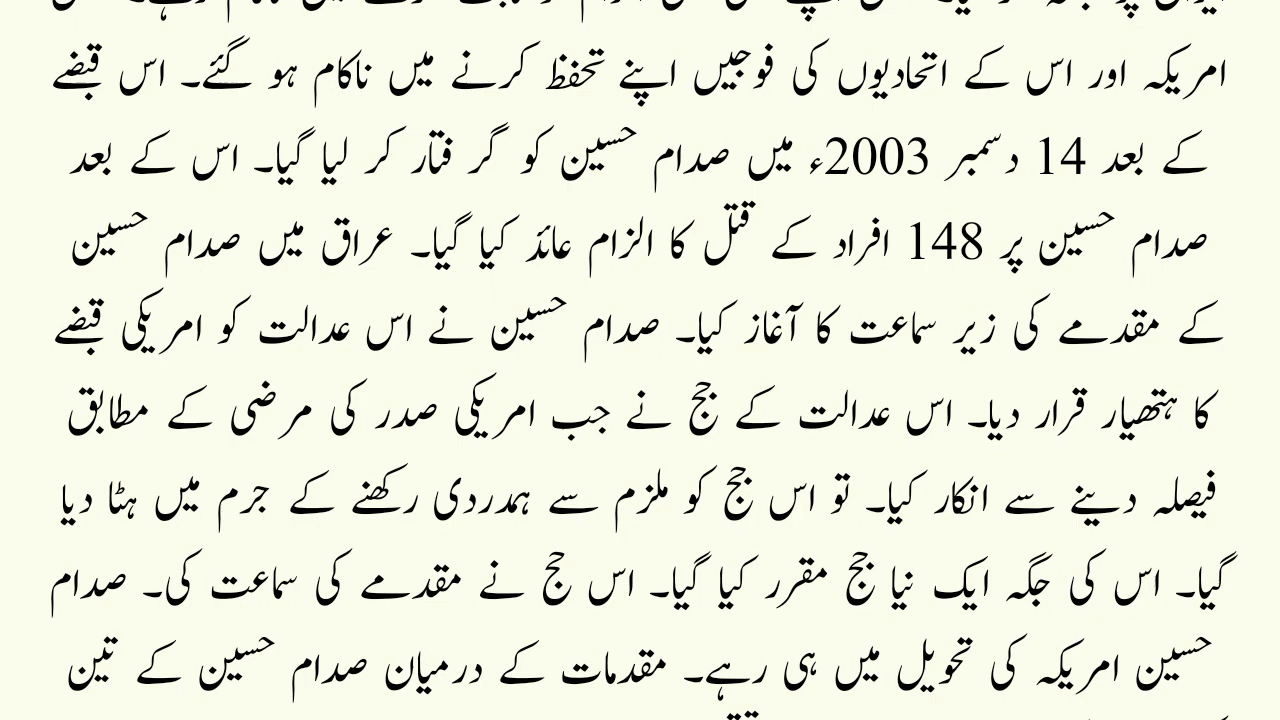 امریکہ اور اس کے اتحادیوں کی فوجیں اپنے تحفظ کرنے میں ناکام ہو گئے۔ اس قبضے
کے بعد 14 دسمبر 2003ء میں صدام حسین کو گر فتار کر لیا گیا۔ اس کے بعد
صدام حسین پر 148 افراد کے قتل کا الزام عائد کیا گیا۔ عراق میں صدام حسین
کے مقدمے کی زیر سماعت کا آغاز کیا۔ صدام حسین نے اس عدالت کو امریکی قبضے
کا ہتھیار قرار دیا۔ اس عدالت کے جج نے جب امریکی صدر کی مرضی کے مطابق
فیصلہ دینے سے انکار کیا۔ تو اس جج کو ملزم سے ہمدردی رکھنے کے جرم میں ہٹا دیا
گیا۔ اس کی جگہ ایک نیا جج مقرر کیا گیا۔ اس جج نے مقدمے کی سماعت کی۔ صدام
حسین امریکہ کی تحویل میں ہی رہے۔ مقدمات کے درمیان صدام حسین کے تین